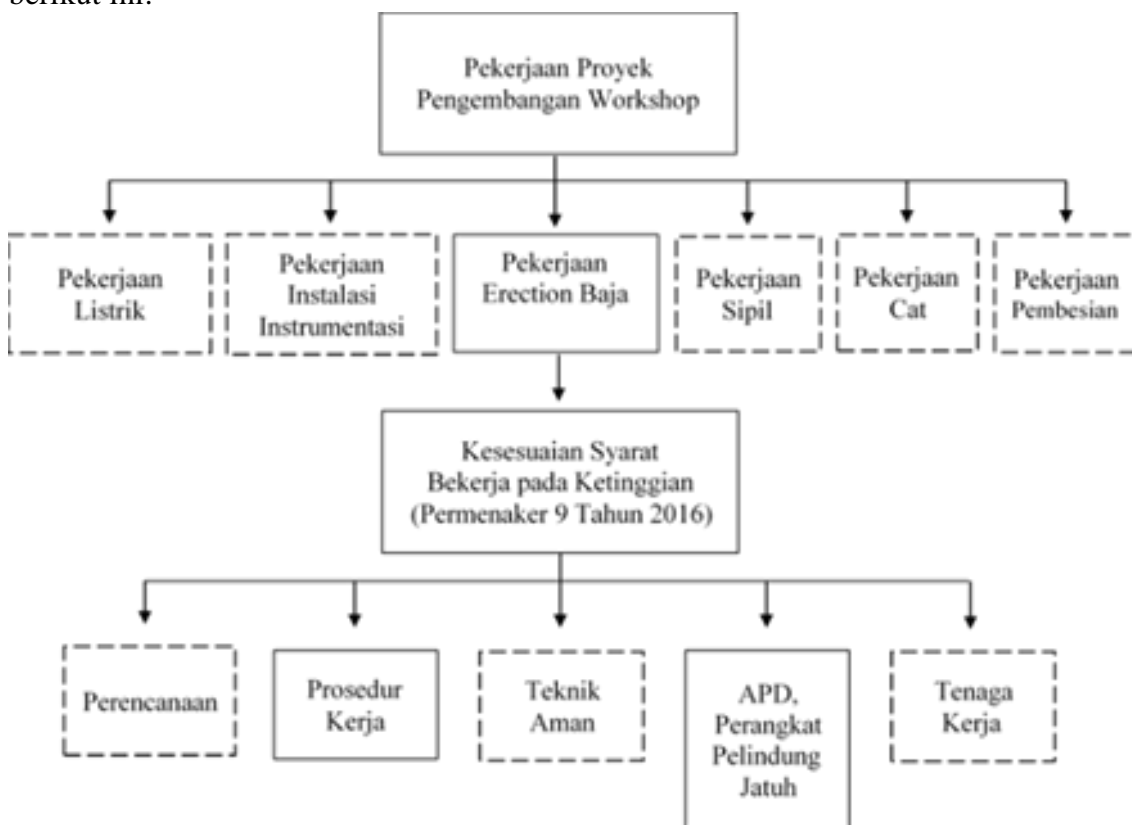 berikut ini:
Pekerjaan Proyek
Pengembangan Workshop
Pekerjaan
Listrik
Pekerjaan
Instalasi
Instrumentasi
Pekerjaan
Erection Baja
Pekerjaan
Sipil
Pekerjaan
Cat
Pekerjaan
Pembesian
Kesesuaian Syarat
Bekerja pada Ketinggian
(Permenaker 9 Tahun 2016)
Perencanaan
Prosedur
Kerja
Teknik
Aman
APD,
Perangkat
Pelindung
Jatuh
Tenaga
Kerja